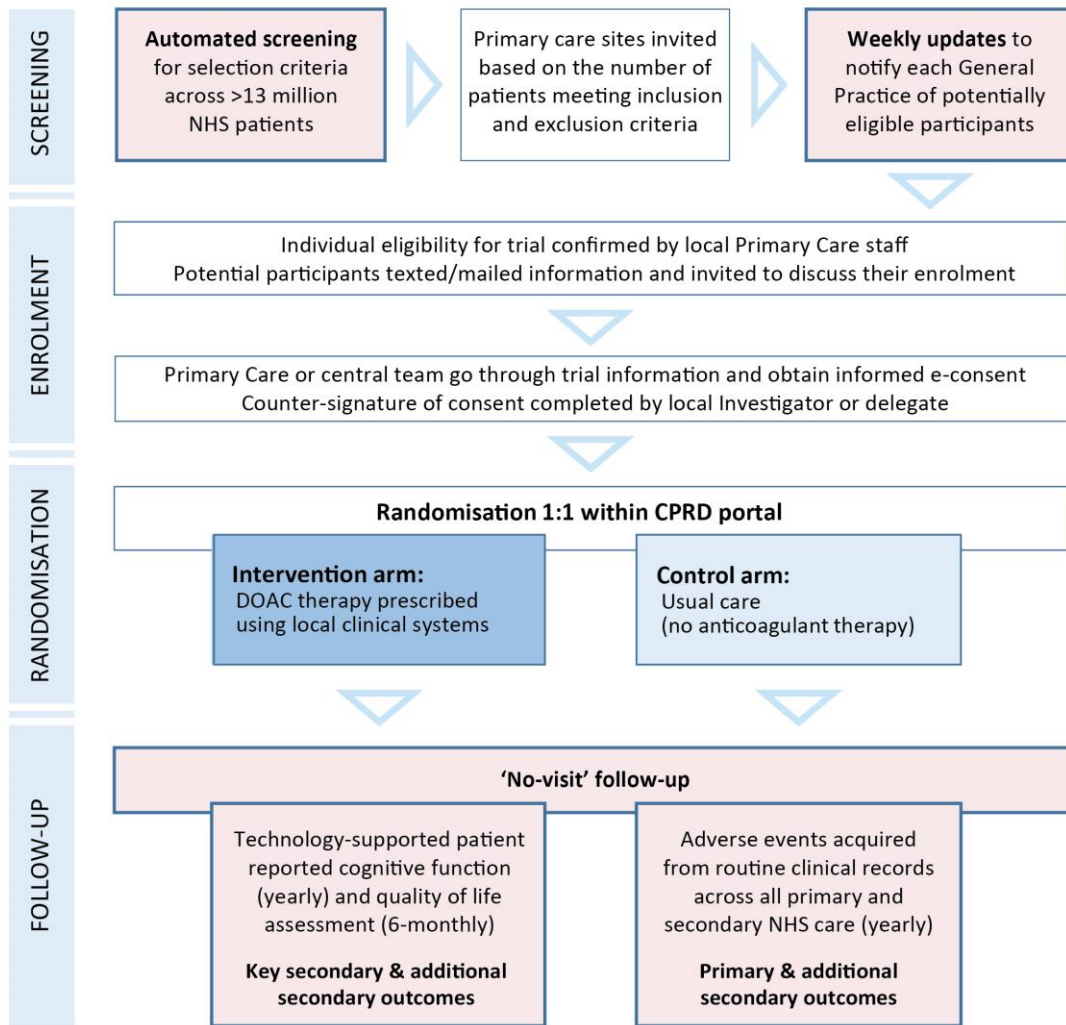 SCREENING
Automated screening
for selection criteria
across >13 million
NHS patients
Primary care sites invited
based on the number of
patients meeting inclusion
and exclusion criteria
Weekly updates to
notify each General
Practice of potentially
eligible participants
ENROLMENT
Individual eligibility for trial confirmed by local Primary Care staff
Potential participants texted/mailed information and invited to discuss their enrolment
Primary Care or central team go through trial information and obtain informed e-consent
Counter-signature of consent completed by local Investigator or delegate
RANDOMISATION
Randomisation 1:1 within CPRD portal
Intervention arm:
DOAC therapy prescribed
using local clinical systems
Control arm:
Usual care
(no anticoagulant therapy)
FOLLOW-UP
‘No-visit’ follow-up
Technology-supported patient
reported cognitive function
(yearly) and quality of life
assessment (6-monthly)
Key secondary & additional
secondary outcomes
Adverse events acquired
from routine clinical records
across all primary and
secondary NHS care (yearly)
Primary & additional
secondary outcomes